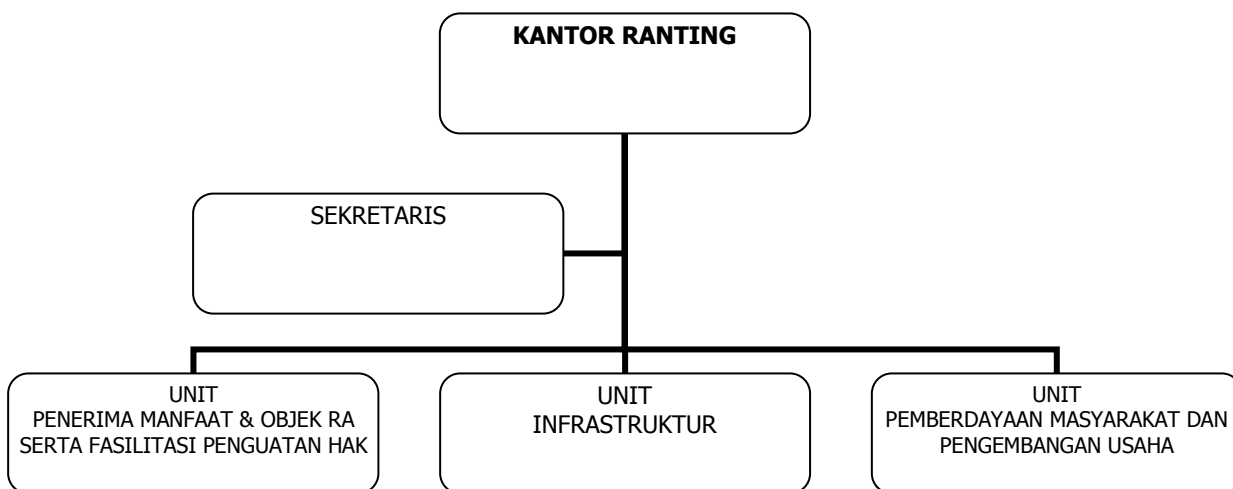 KANTOR RANTING
SEKRETARIS
UNIT
PENERIMA MANFAAT & OBJEK RA
SERTA FASILITASI PENGUATAN HAK
UNIT
INFRASTRUKTUR
UNIT
PEMBERDAYAAN MASYARAKAT DAN
PENGEMBANGAN USAHA